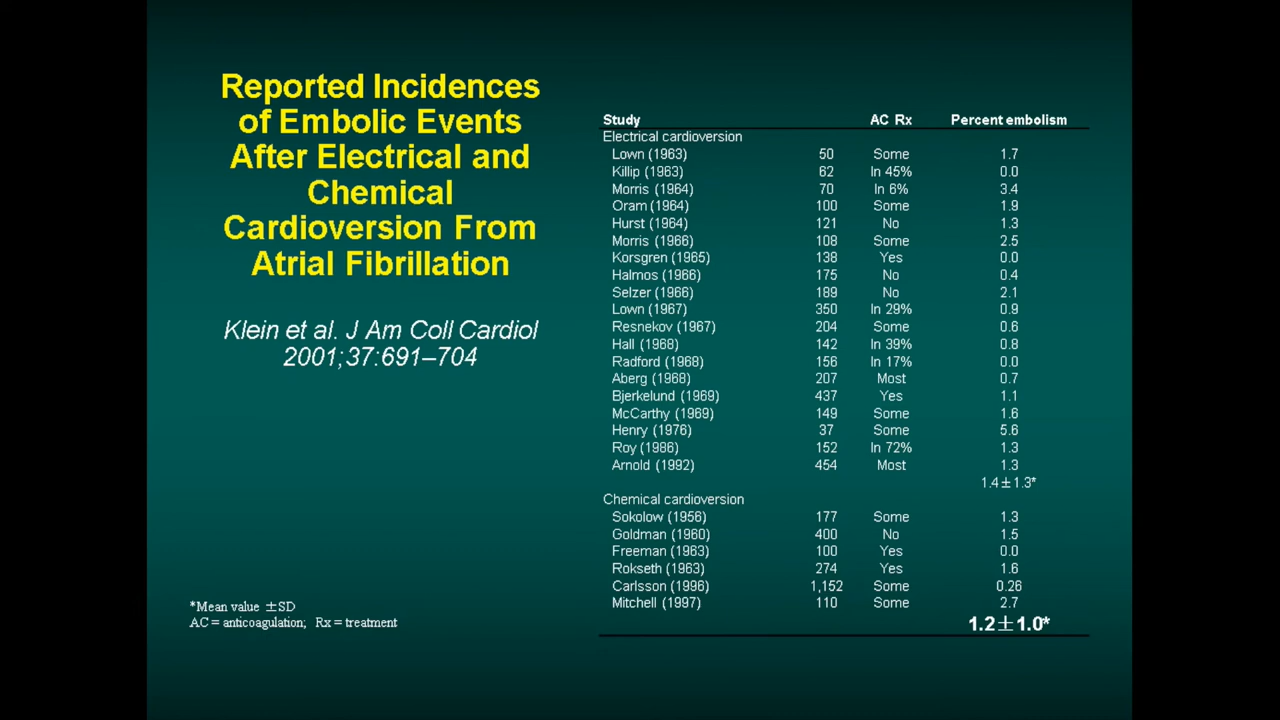 Reported Incidences
of Embolic Events
After Electrical and
Chemical
Cardioversion From
Atrial Fibrillation
Klein et al. J Am Coll Cardiol
2001;37:691–704
*Mean value ±SD
AC = anticoagulation; Rx = treatment
Study AC Rx Percent embolism
Electrical cardioversion
Lown (1963) 50 Some 1.7
Killip (1963) 62 In 45% 0.0
Morris (1964) 70 In 6% 3.4
Oram (1964) 100 Some 1.9
Hurst (1964) 121 No 1.3
Morris (1966) 108 Some 2.5
Korsgren (1965) 138 Yes 0.0
Halmos (1966) 175 No 0.4
Selzer (1966) 189 No 2.1
Lown (1967) 350 In 29% 0.9
Resnekov (1967) 204 Some 0.6
Hall (1968) 142 In 39% 0.8
Radford (1968) 156 In 17% 0.0
Aberg (1968) 207 Most 0.7
Bjerkelund (1969) 437 Yes 1.1
McCarthy (1969) 149 Some 1.6
Henry (1976) 37 Some 5.6
Roy (1986) 152 In 72% 1.3
Arnold (1992) 454 Most 1.3
1.4±1.3*
Chemical cardioversion
Sokolow (1956) 177 Some 1.3
Goldman (1960) 400 No 1.5
Freeman (1963) 100 Yes 0.0
Rokseth (1963) 274 Yes 1.6
Carlsson (1996) 1,152 Some 0.26
Mitchell (1997) 110 Some 2.7
1.2±1.0*